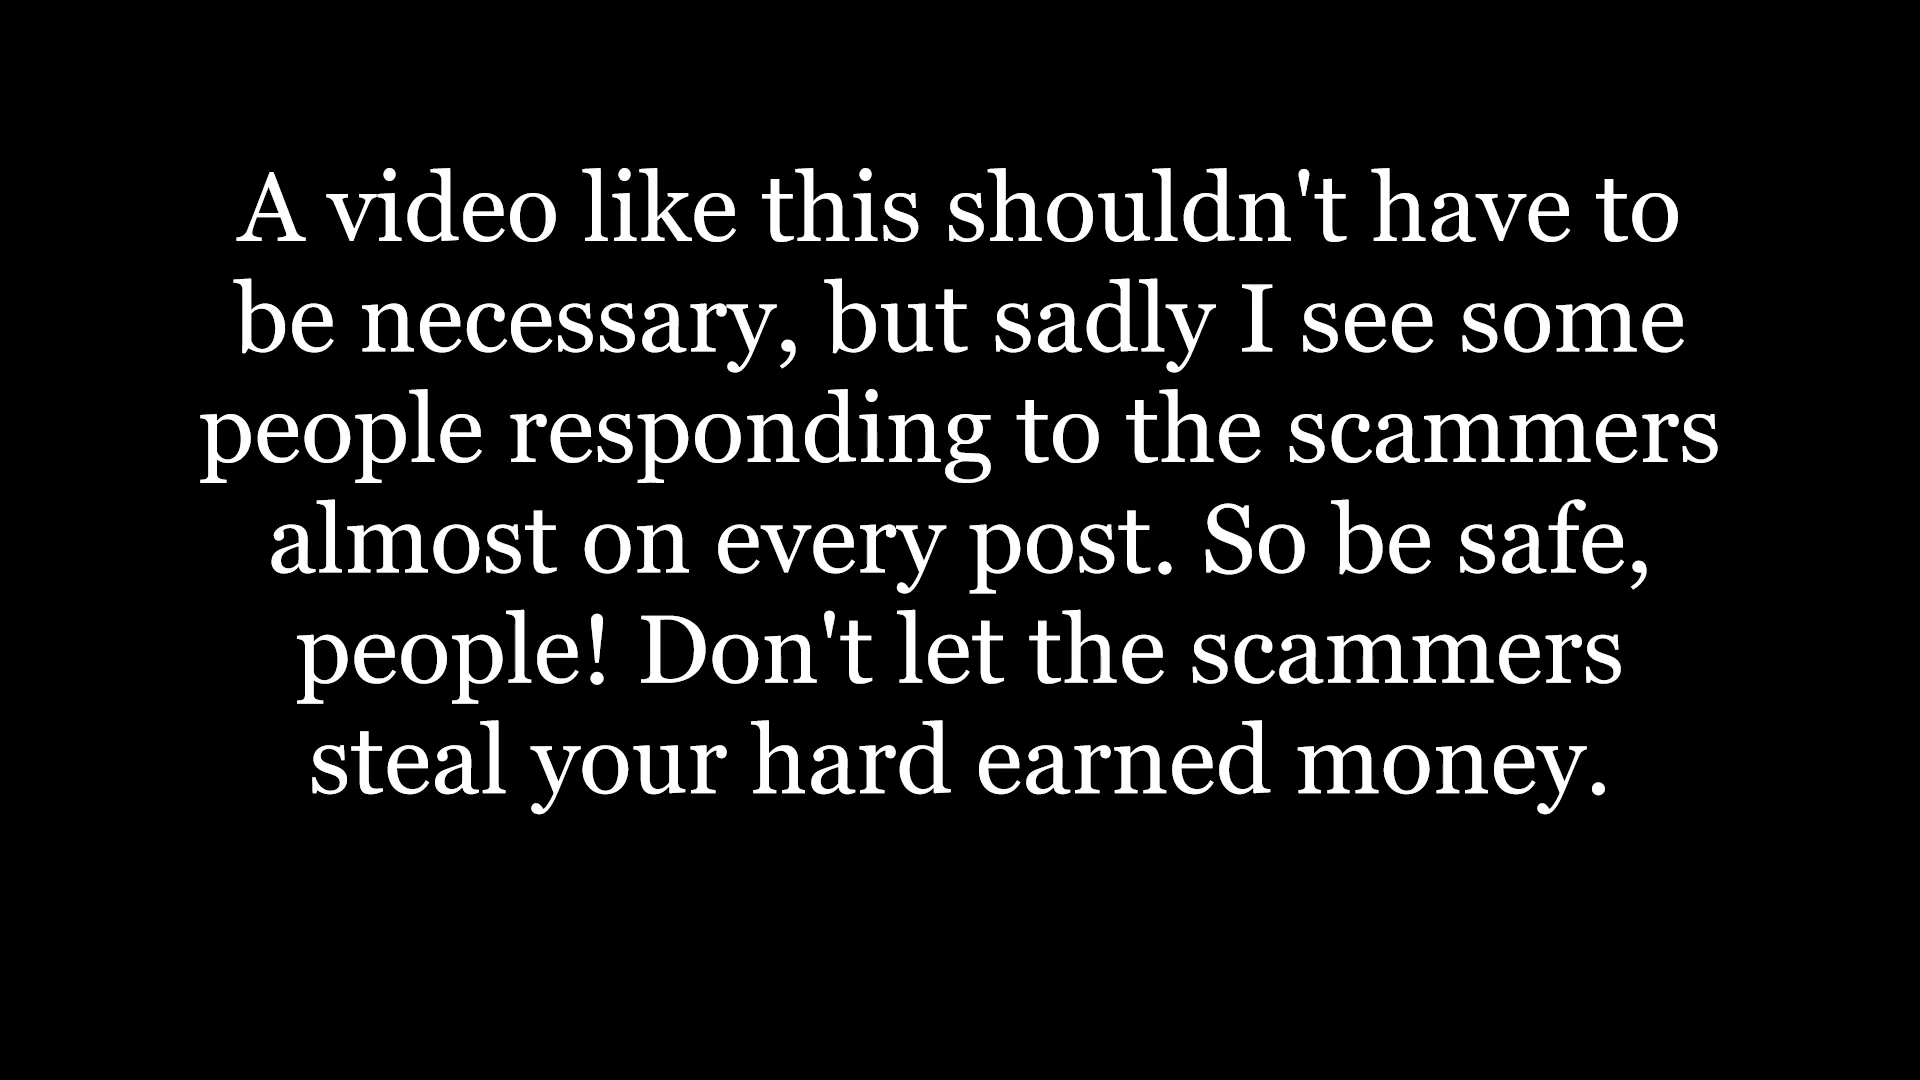 A video like this shouldn't have to
be necessary, but sadly I see some
people responding to the scammers
almost on every post. So be safe,
people! Don't let the scammers
steal your hard earned money.